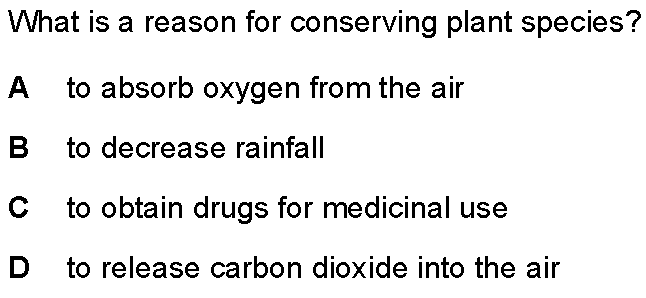 What is a reason for conserving plant species?
A to absorb oxygen from the air
B to decrease rainfall
C to obtain drugs for medicinal use
D to release carbon dioxide into the air